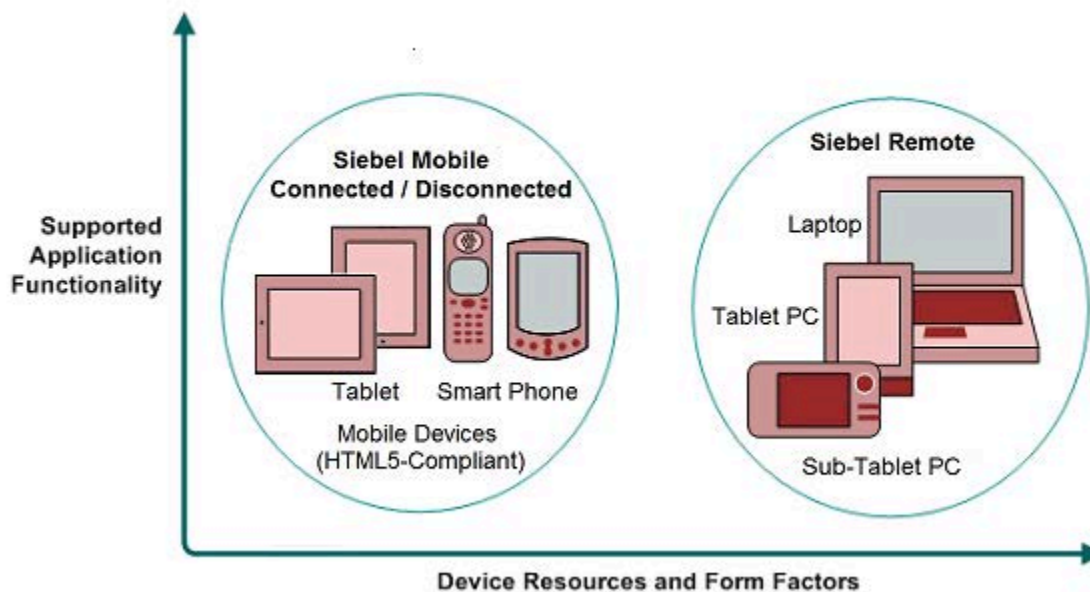 Supported
Application
Functionality
Siebel Mobile
Connected / Disconnected
Tablet
Smart Phone
Mobile Devices
(HTML5-Compliant)
Siebel Remote
Laptop
Tablet PC
Sub-Tablet PC
Device Resources and Form Factors